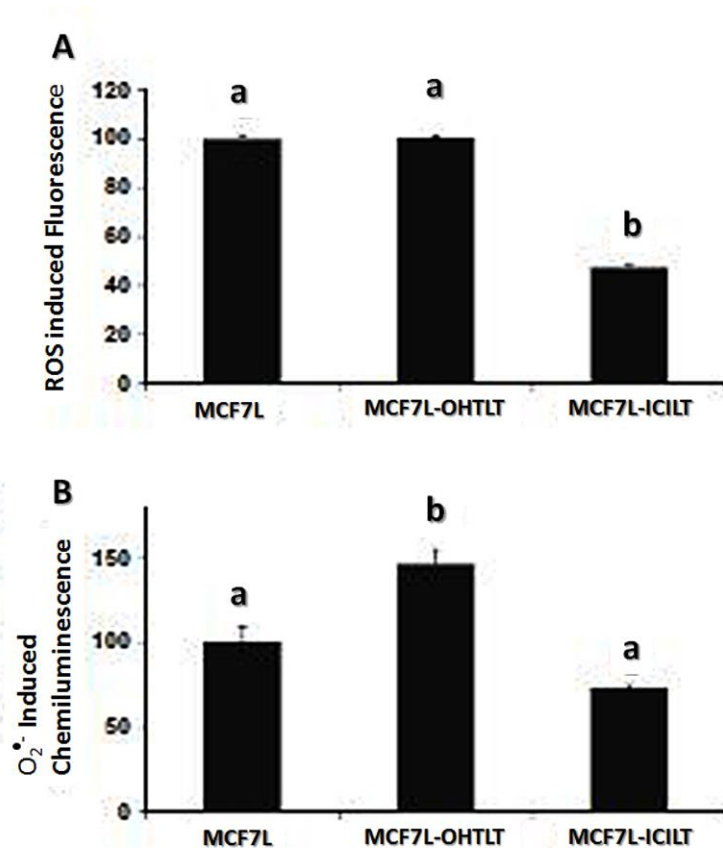 A
120
100
80
60
40
20
0
ROS induced Fluorescence
a
a
b
MCF7L
MCF7L-OHTLT
MCF7L-ICILT
B
150
100
50
0
O₂•- Induced
Chemiluminescence
a
b
a
MCF7L
MCF7L-OHTLT
MCF7L-ICILT